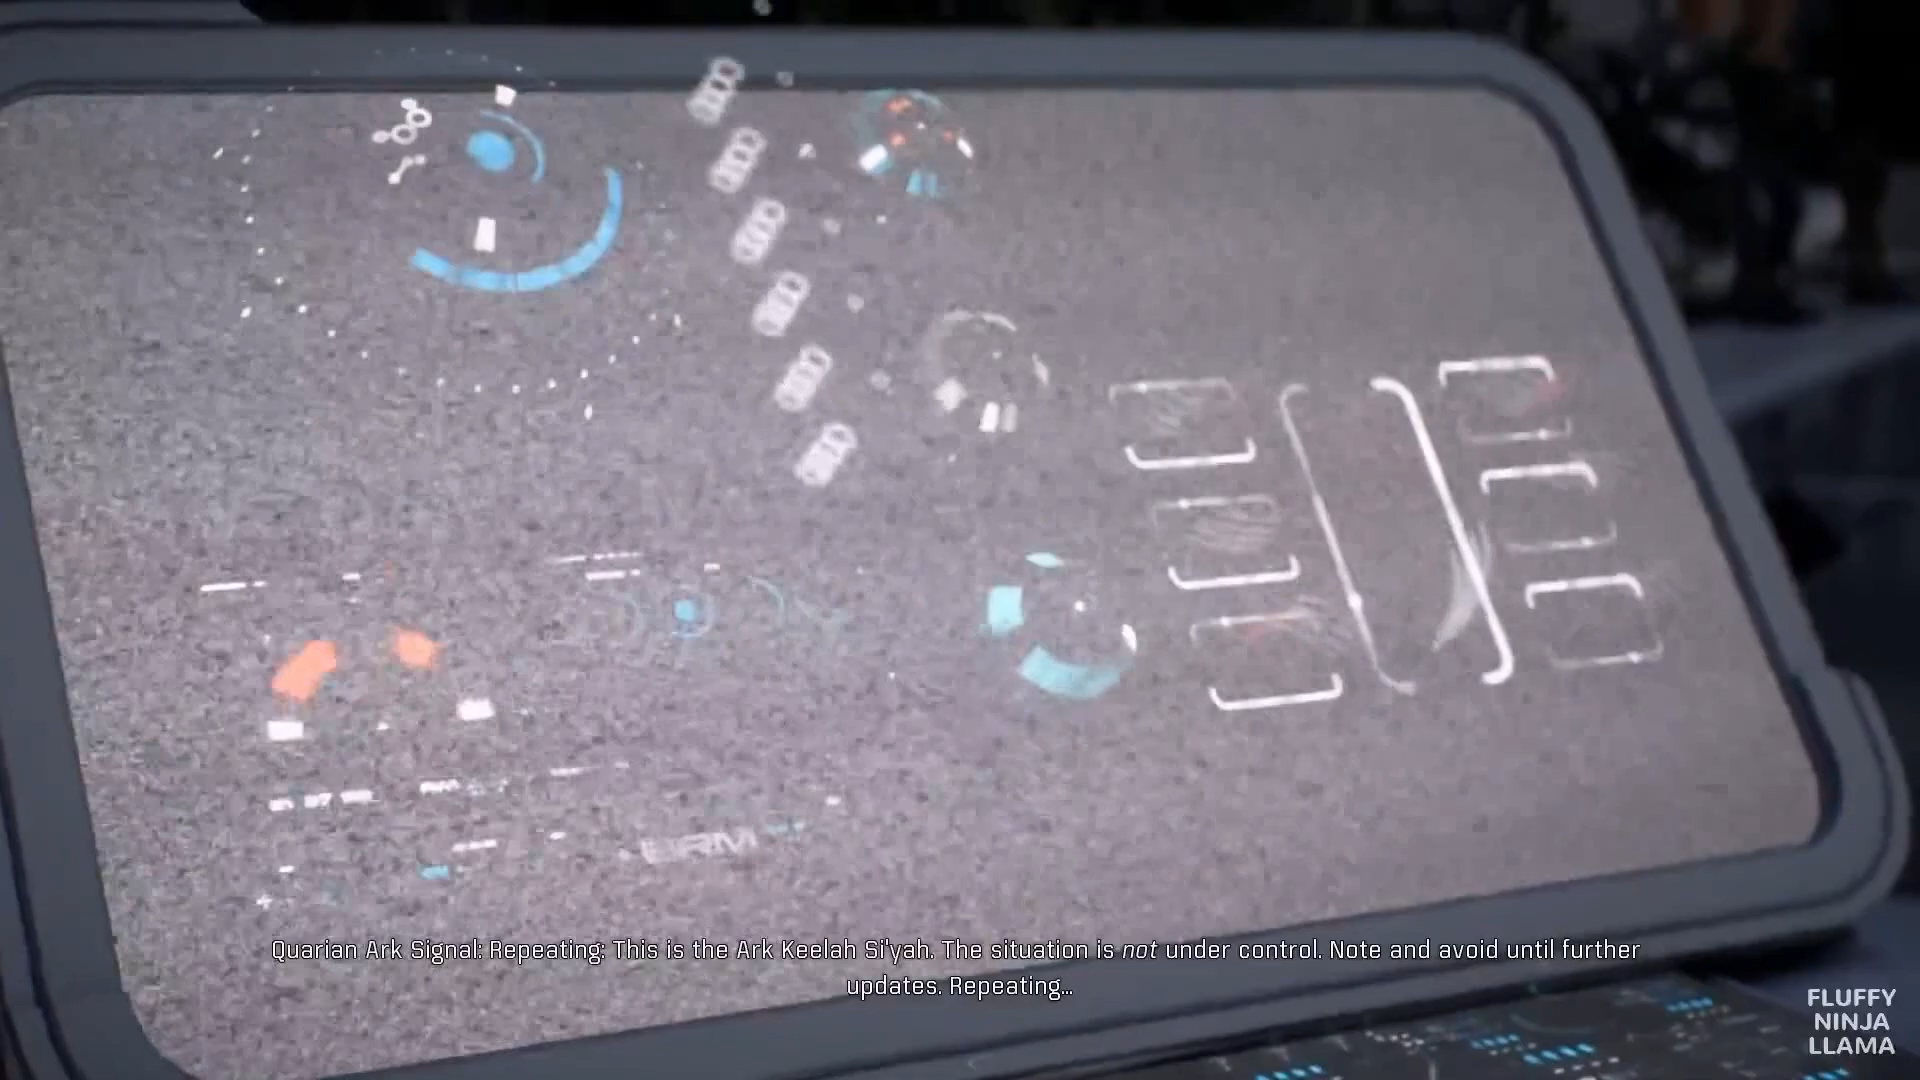 Quarian Ark Signal: Repeating: This is the Ark Keelah Si'yah. The situation is not under control. Note and avoid until further
updates. Repeating...
FLUFFY
NINJA
LLAMA